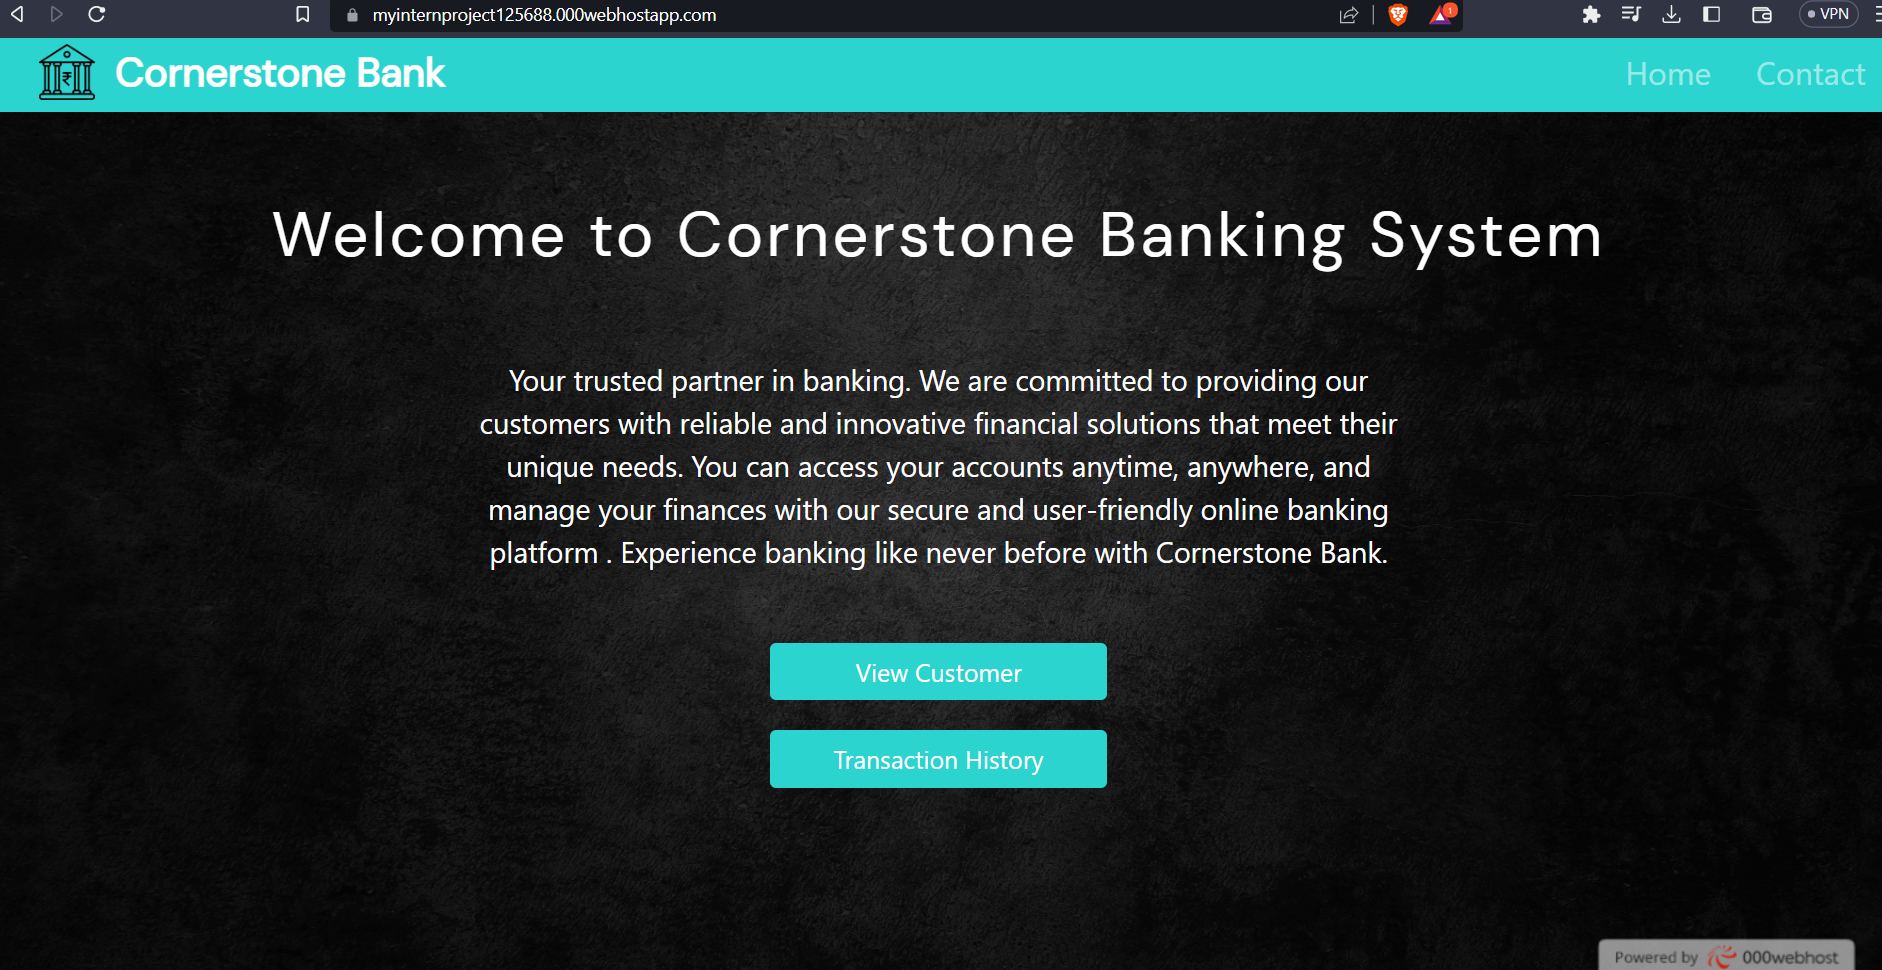 myinternproject125688.000webhostapp.com
1
VPN
₹
Cornerstone Bank
Home
Contact
Welcome to Cornerstone Banking System
Your trusted partner in banking. We are committed to providing our
customers with reliable and innovative financial solutions that meet their
unique needs. You can access your accounts anytime, anywhere, and
manage your finances with our secure and user-friendly online banking
platform . Experience banking like never before with Cornerstone Bank.
View Customer
Transaction History
Powered by 000webhost